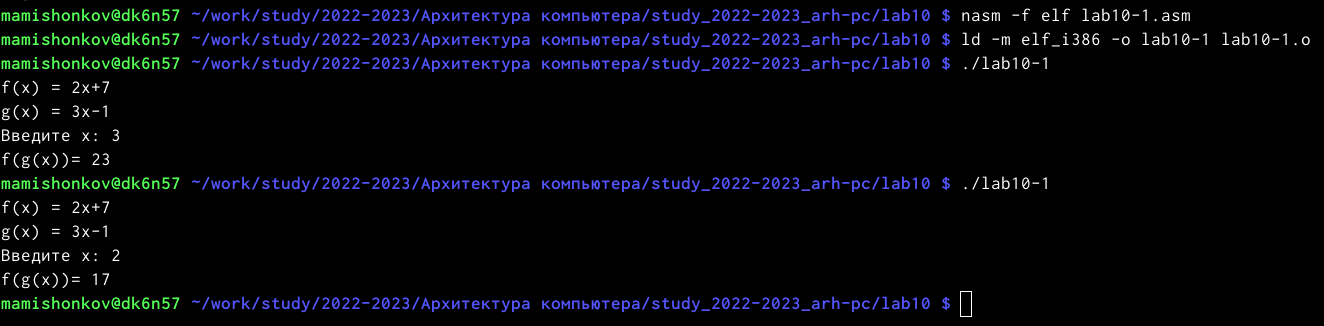 mamishonkov@dk6n57 ~/work/study/2022-2023/Архитектура компьютера/study_2022-2023_arh-pc/lab10 $ nasm -f elf lab10-1.asm
mamishonkov@dk6n57 ~/work/study/2022-2023/Архитектура компьютера/study_2022-2023_arh-pc/lab10 $ ld -m elf_i386 -o lab10-1 lab10-1.o
mamishonkov@dk6n57 ~/work/study/2022-2023/Архитектура компьютера/study_2022-2023_arh-pc/lab10 $ ./lab10-1
f(x) = 2x+7
g(x) = 3x-1
Введите x: 3
f(g(x))= 23
mamishonkov@dk6n57 ~/work/study/2022-2023/Архитектура компьютера/study_2022-2023_arh-pc/lab10 $ ./lab10-1
f(x) = 2x+7
g(x) = 3x-1
Введите x: 2
f(g(x))= 17
mamishonkov@dk6n57 ~/work/study/2022-2023/Архитектура компьютера/study_2022-2023_arh-pc/lab10 $